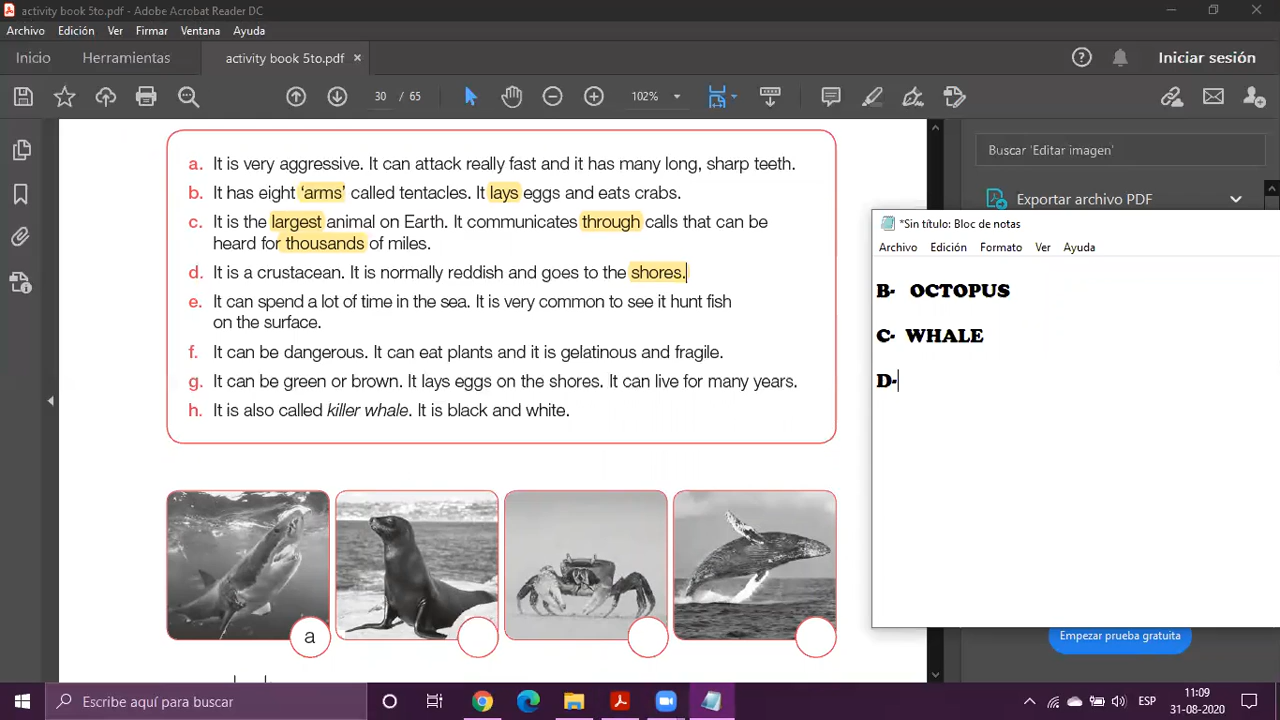 activity book 5to.pdf - Adobe Acrobat Reader DC
Archivo Edición Ver Firmar Ventana Ayuda
Inicio Herramientas activity book 5to.pdf × Iniciar sesión
30 / 65 102%
a. It is very aggressive. It can attack really fast and it has many long, sharp teeth.
b. It has eight ‘arms’ called tentacles. It lays eggs and eats crabs.
c. It is the largest animal on Earth. It communicates through calls that can be
heard for thousands of miles.
d. It is a crustacean. It is normally reddish and goes to the shores.
e. It can spend a lot of time in the sea. It is very common to see it hunt fish
on the surface.
f. It can be dangerous. It can eat plants and it is gelatinous and fragile.
g. It can be green or brown. It lays eggs on the shores. It can live for many years.
h. It is also called killer whale. It is black and white.
a
Buscar 'Editar imagen'
Exportar archivo PDF
*Sin título: Bloc de notas
Archivo Edición Formato Ver Ayuda
B- OCTOPUS
C- WHALE
D-
Empezar prueba gratuita
Escribe aquí para buscar
ESP
11:09
31-08-2020